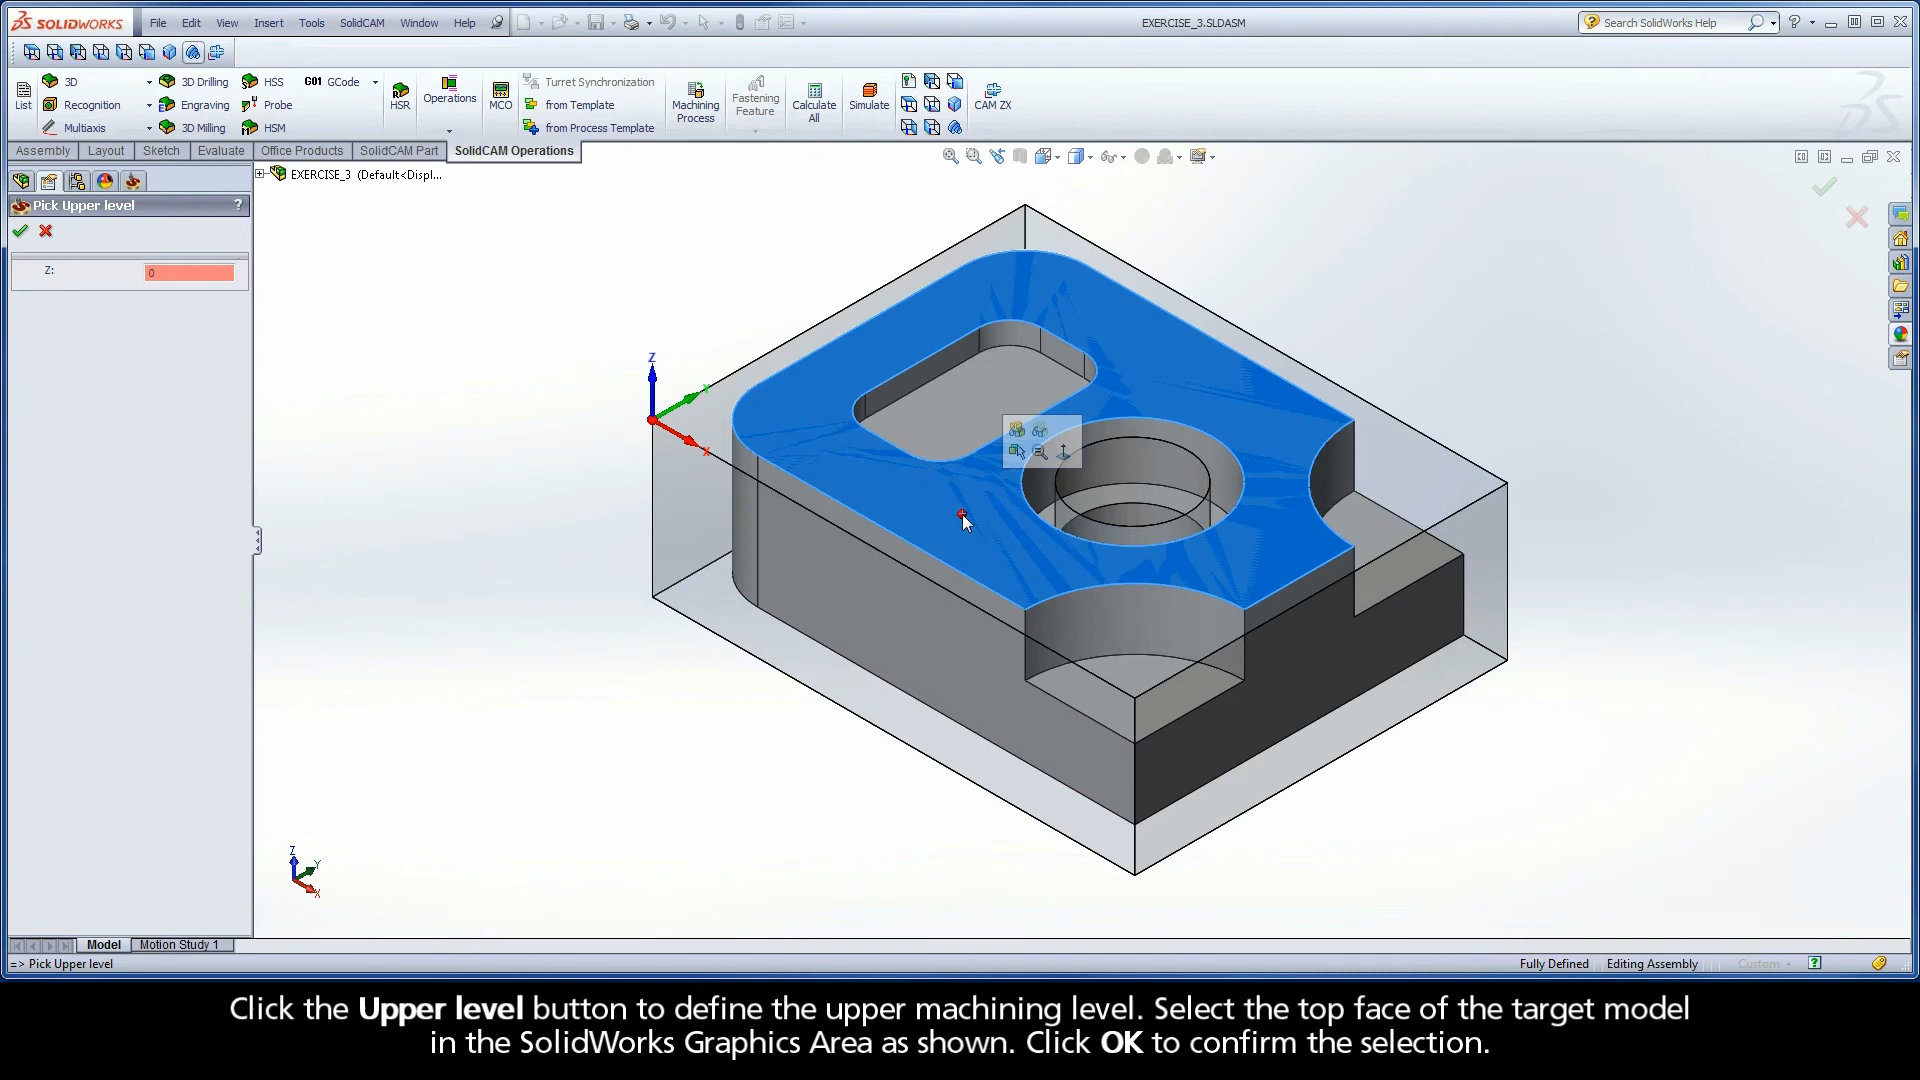 SOLIDWORKS File Edit View Insert Tools SolidCAM Window Help EXERCISE_3.SLDASM Search SolidWorks Help ?
3D 3D Drilling HSS G01 GCode Turret Synchronization
List Recognition Engraving Probe HSR Operations MCO from Template Machining Process Fastening Feature Calculate All Simulate CAM ZX
Multiaxis 3D Milling HSM from Process Template
Assembly Layout Sketch Evaluate Office Products SolidCAM Part SolidCAM Operations
EXERCISE_3 (Default<Displ...
Pick Upper level ?
Z: 0
Z
X
Z
Y
X
Model Motion Study 1
=> Pick Upper level Fully Defined Editing Assembly Custom ?
Click the Upper level button to define the upper machining level. Select the top face of the target model
in the SolidWorks Graphics Area as shown. Click OK to confirm the selection.